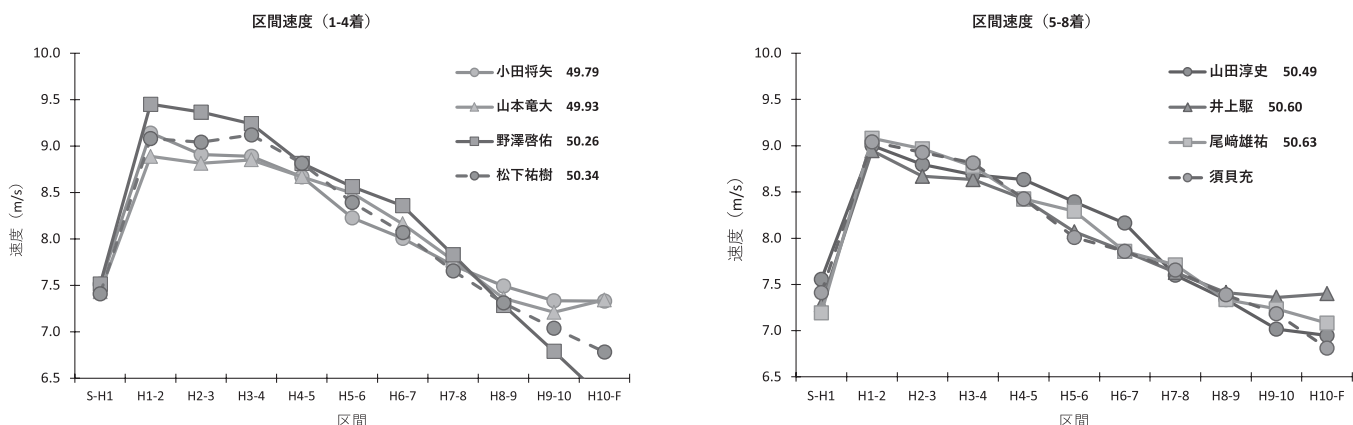 区間速度（1-4着）
10.0
9.5
9.0
8.5
8.0
7.5
7.0
6.5
速度（m/s）
小田将矢 49.79
山本竜大 49.93
野澤啓佑 50.26
松下祐樹 50.34
S-H1 H1-2 H2-3 H3-4 H4-5 H5-6 H6-7 H7-8 H8-9 H9-10 H10-F
区間
区間速度（5-8着）
10.0
9.5
9.0
8.5
8.0
7.5
7.0
6.5
速度（m/s）
山田淳史 50.49
井上駆 50.60
尾﨑雄祐 50.63
須貝充
S-H1 H1-2 H2-3 H3-4 H4-5 H5-6 H6-7 H7-8 H8-9 H9-10 H10-F
区間